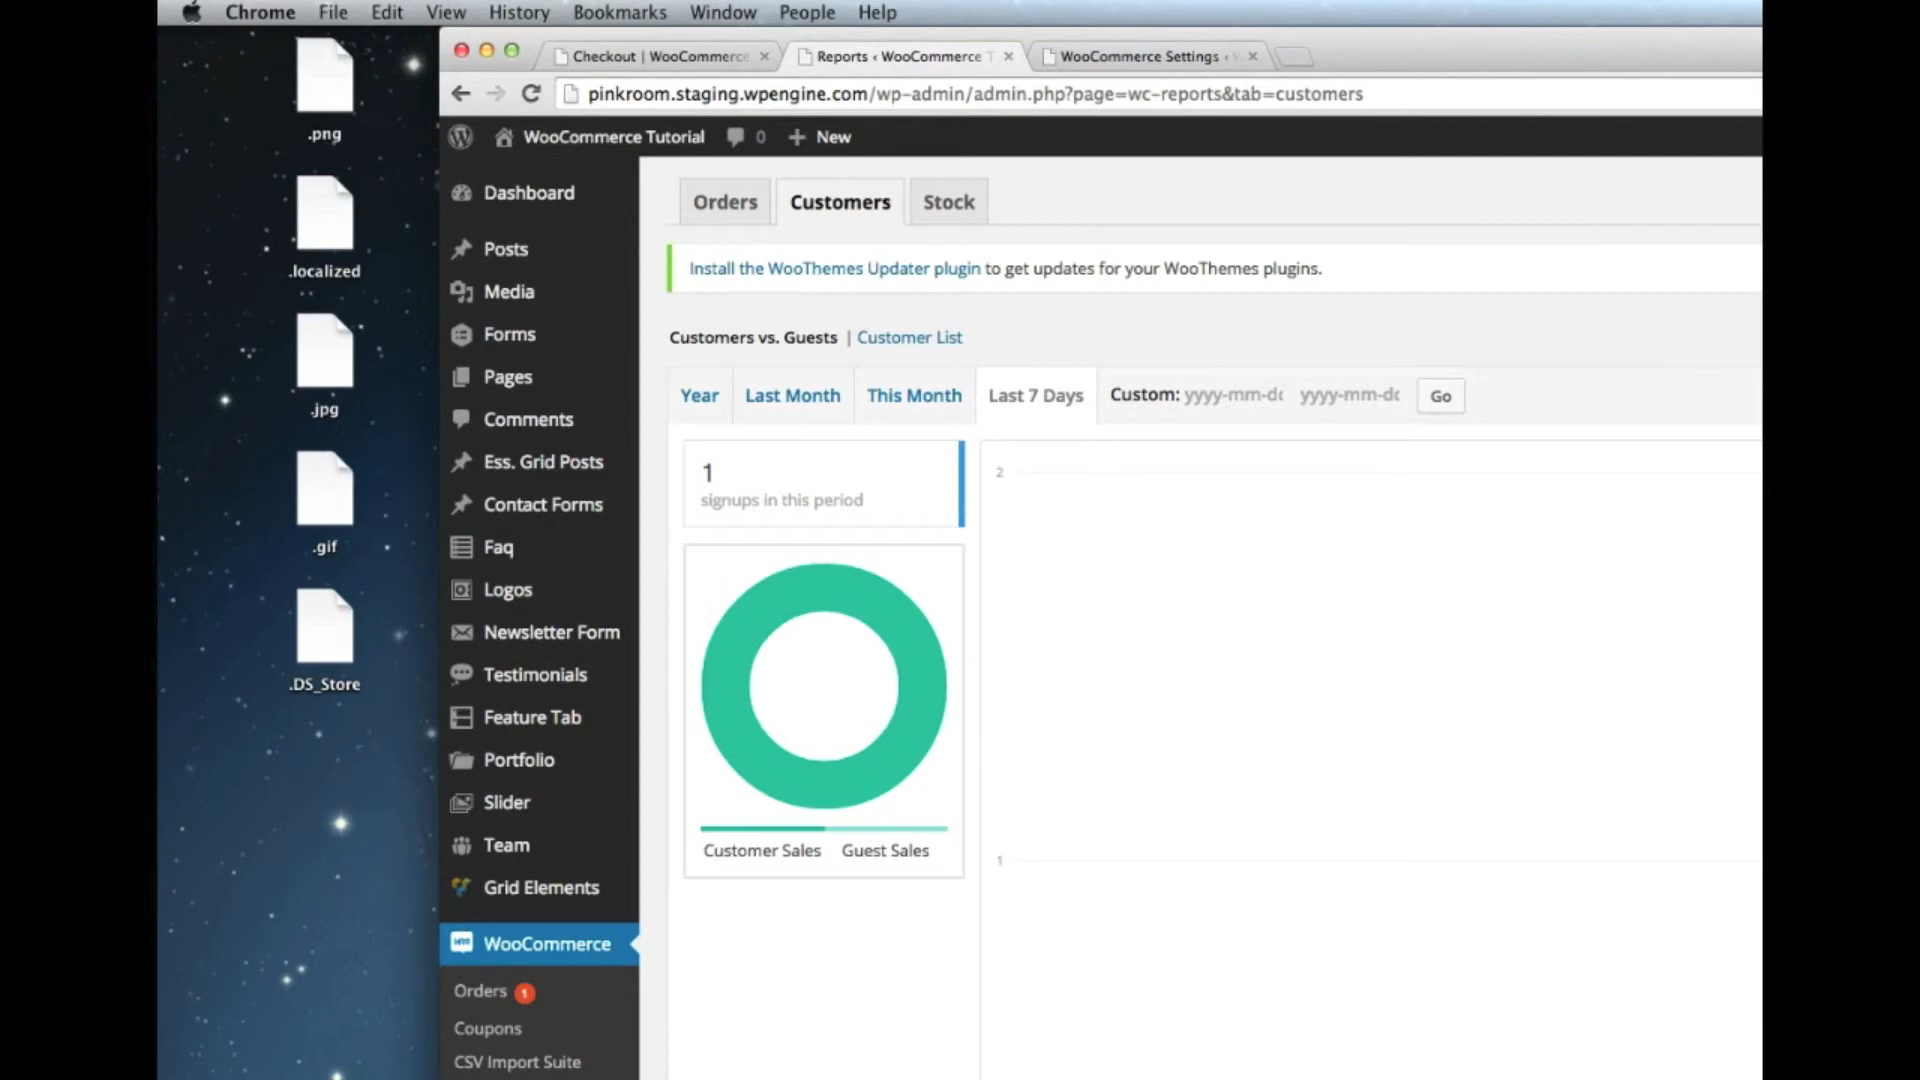 Chrome File Edit View History Bookmarks Window People Help
.png
.localized
.jpg
.gif
.DS_Store
Checkout | WooCommerce
Reports ‹ WooCommerce T
WooCommerce Settings ‹
pinkroom.staging.wpengine.com/wp-admin/admin.php?page=wc-reports&tab=customers
WooCommerce Tutorial 0 New
Dashboard
Posts
Media
Forms
Pages
Comments
Ess. Grid Posts
Contact Forms
Faq
Logos
Newsletter Form
Testimonials
Feature Tab
Portfolio
Slider
Team
Grid Elements
WooCommerce
Orders 1
Coupons
CSV Import Suite
Orders Customers Stock
Install the WooThemes Updater plugin to get updates for your WooThemes plugins.
Customers vs. Guests | Customer List
Year Last Month This Month Last 7 Days Custom: yyyy-mm-dd yyyy-mm-dd Go
1
signups in this period
Customer Sales Guest Sales
2
1